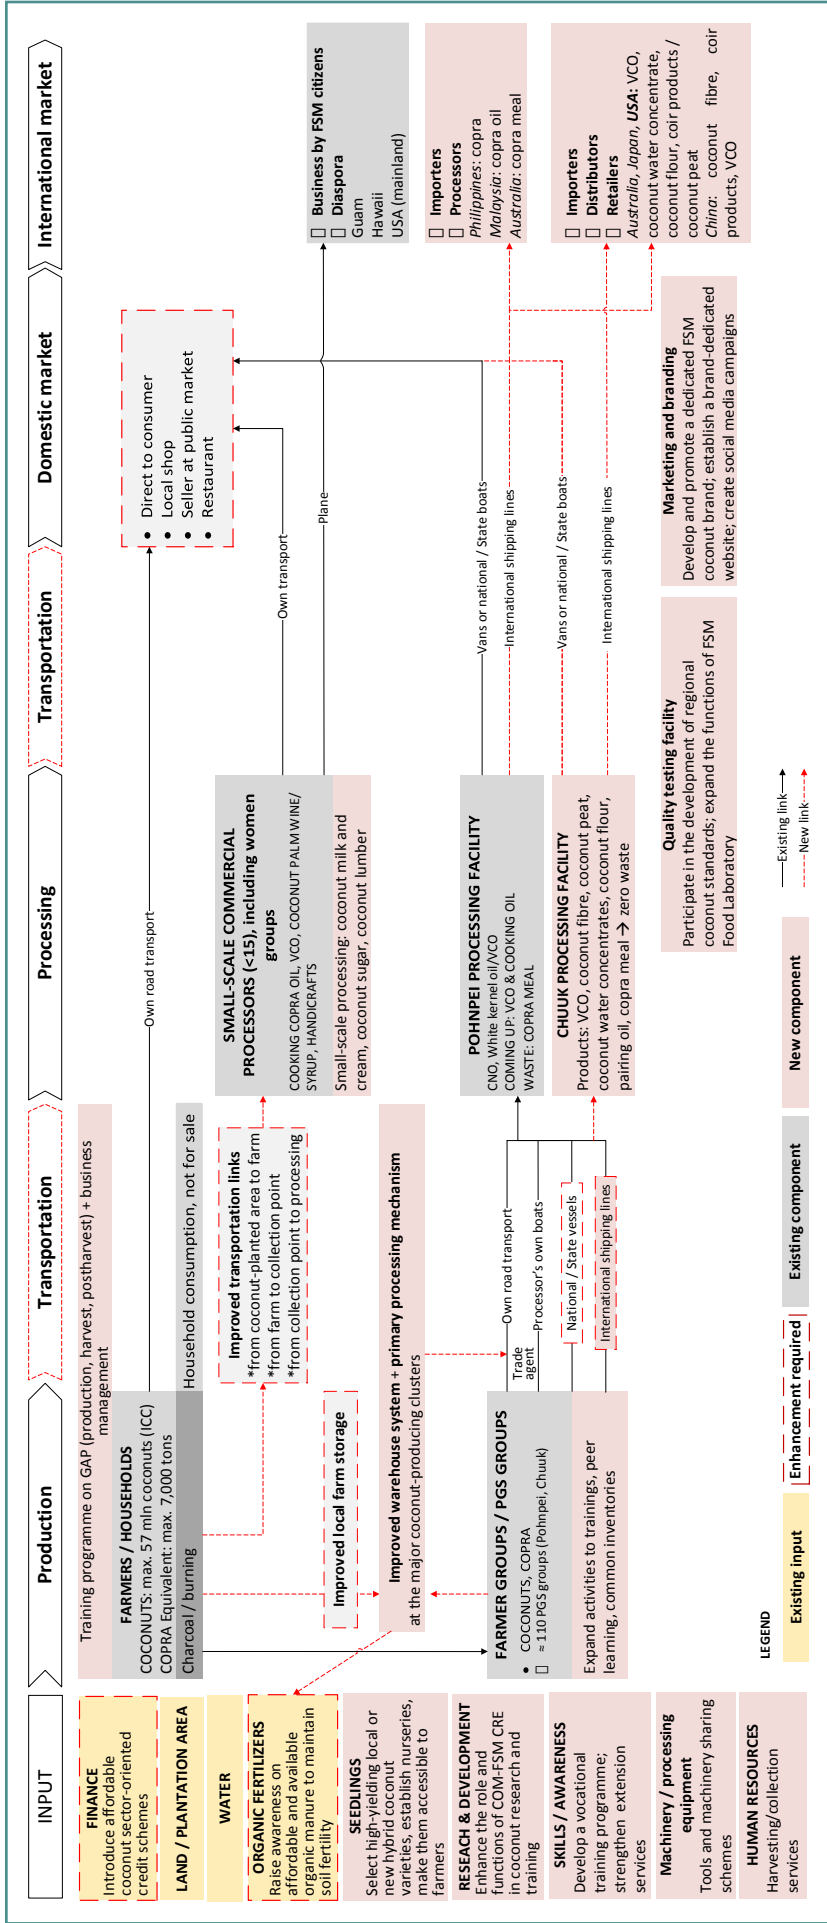 INPUT
Production
Transportation
Processing
Transportation
Domestic market
International market
FINANCE
Introduce affordable
coconut sector-oriented
credit schemes
LAND / PLANTATION AREA
WATER
ORGANIC FERTILIZERS
Raise awareness on
affordable and available
organic manure to maintain
soil fertility
SEEDLINGS
Select high-yielding local or
new hybrid coconut
varieties, establish nurseries,
make them accessible to
farmers
RESEACH & DEVELOPMENT
Enhance the role and
functions of COM-FSM CRE
in coconut research and
training
SKILLS / AWARENESS
Develop a vocational
training programme;
strengthen extension
services
Machinery / processing
equipment
Tools and machinery sharing
schemes
HUMAN RESOURCES
Harvesting/collection
services
Training programme on GAP (production, harvest, postharvest) + business
management
FARMERS / HOUSEHOLDS
COCONUTS: max. 57 mln coconuts (ICC)
COPRA Equivalent: max. 7,000 tons
Charcoal / burning
Household consumption, not for sale
Own road transport
Improved transportation links
*from coconut-planted area to farm
*from farm to collection point
*from collection point to processing
Improved local farm storage
Improved warehouse system + primary processing mechanism
at the major coconut-producing clusters
FARMER GROUPS / PGS GROUPS
● COCONUTS, COPRA
□ ≈ 110 PGS groups (Pohnpei, Chuuk)
Expand activities to trainings, peer
learning, common inventories
Trade
agent
Own road transport
Processor's own boats
National / State vessels
International shipping lines
SMALL-SCALE COMMERCIAL
PROCESSORS (<15), including women
groups
COOKING COPRA OIL, VCO, COCONUT PALM WINE/
SYRUP, HANDICRAFTS
Small-scale processing: coconut milk and
cream, coconut sugar, coconut lumber
POHNPEI PROCESSING FACILITY
CNO, White kernel oil/VCO
COMING UP: VCO & COOKING OIL
WASTE: COPRA MEAL
CHUUK PROCESSING FACILITY
Products: VCO, coconut fibre, coconut peat,
coconut water concentrates, coconut flour,
pairing oil, copra meal → zero waste
Own transport
Plane
Vans or national / State boats
International shipping lines
Vans or national / State boats
International shipping lines
● Direct to consumer
● Local shop
● Seller at public market
● Restaurant
□ Business by FSM citizens
□ Diaspora
Guam
Hawaii
USA (mainland)
□ Importers
□ Processors
Philippines: copra
Malaysia: copra oil
Australia: copra meal
□ Importers
□ Distributors
□ Retailers
Australia, Japan, USA: VCO,
coconut water concentrate,
coconut flour, coir products /
coconut peat
China: coconut fibre, coir
products, VCO
Quality testing facility
Participate in the development of regional
coconut standards; expand the functions of FSM
Food Laboratory
Marketing and branding
Develop and promote a dedicated FSM
coconut brand; establish a brand-dedicated
website; create social media campaigns
LEGEND
Existing input
Enhancement required
Existing component
New component
Existing link
New link